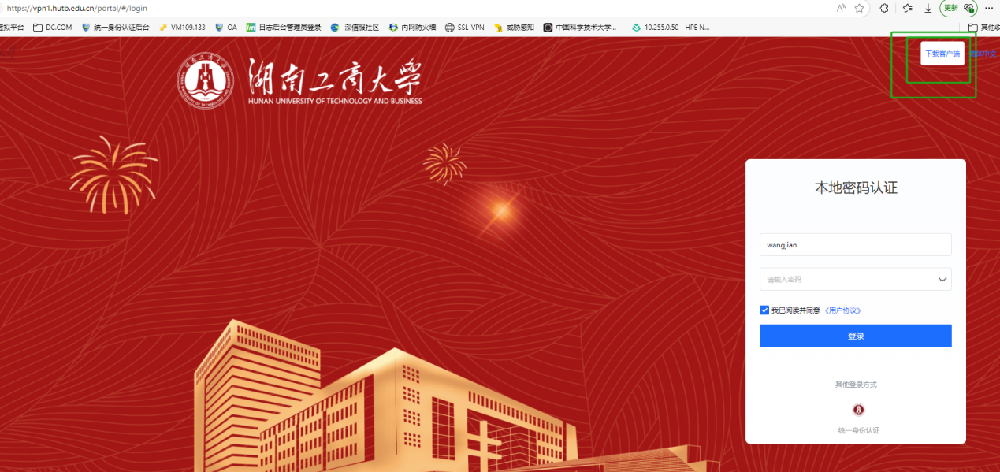 https://vpn1.hutb.edu.cn/portal/#/login
更新
虚拟平台 DC.COM 统一身份认证后台 VM109.133 OA 日志后台管理员登录 深信服社区 内网防火墙 SSL-VPN 威胁感知 中国科学技术大学... 10.255.0.50 - HPE N... 其他收
下载客户端
湖南工商大學
HUNAN UNIVERSITY OF TECHNOLOGY AND BUSINESS
本地密码认证
wangjian
请输入密码
我已阅读并同意 《用户协议》
登录
其他登录方式
统一身份认证